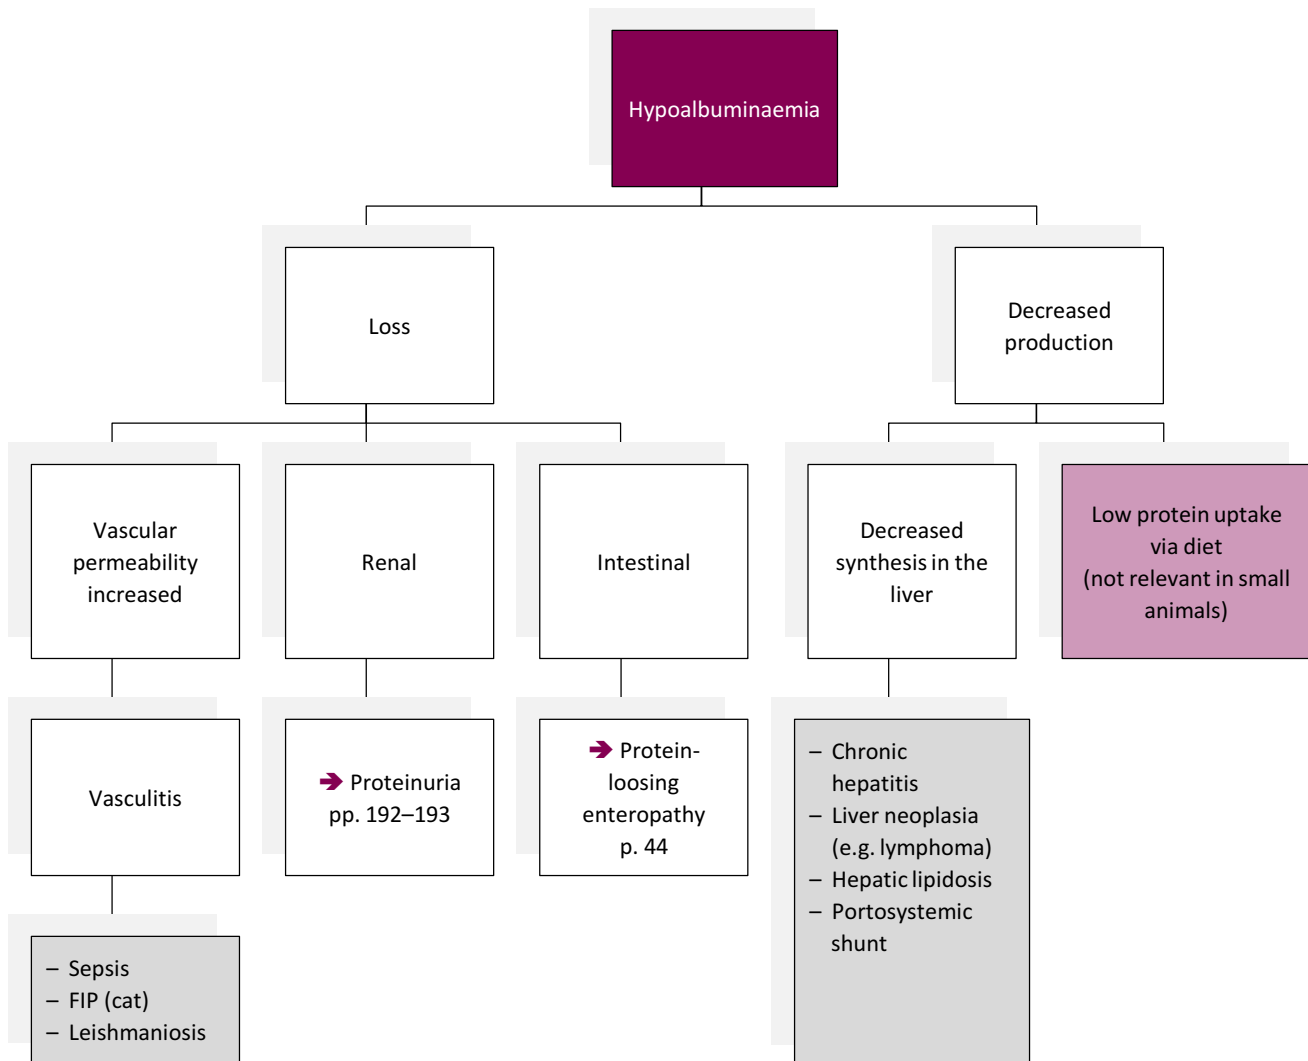 Hypoalbuminaemia
Loss
Decreased
production
Vascular
permeability
increased
Renal
Intestinal
Decreased
synthesis in the
liver
Low protein uptake
via diet
(not relevant in small
animals)
Vasculitis
➔ Proteinuria
pp. 192–193
➔ Protein-
loosing
enteropathy
p. 44
– Chronic
hepatitis
– Liver neoplasia
(e.g. lymphoma)
– Hepatic lipidosis
– Portosystemic
shunt
– Sepsis
– FIP (cat)
– Leishmaniosis